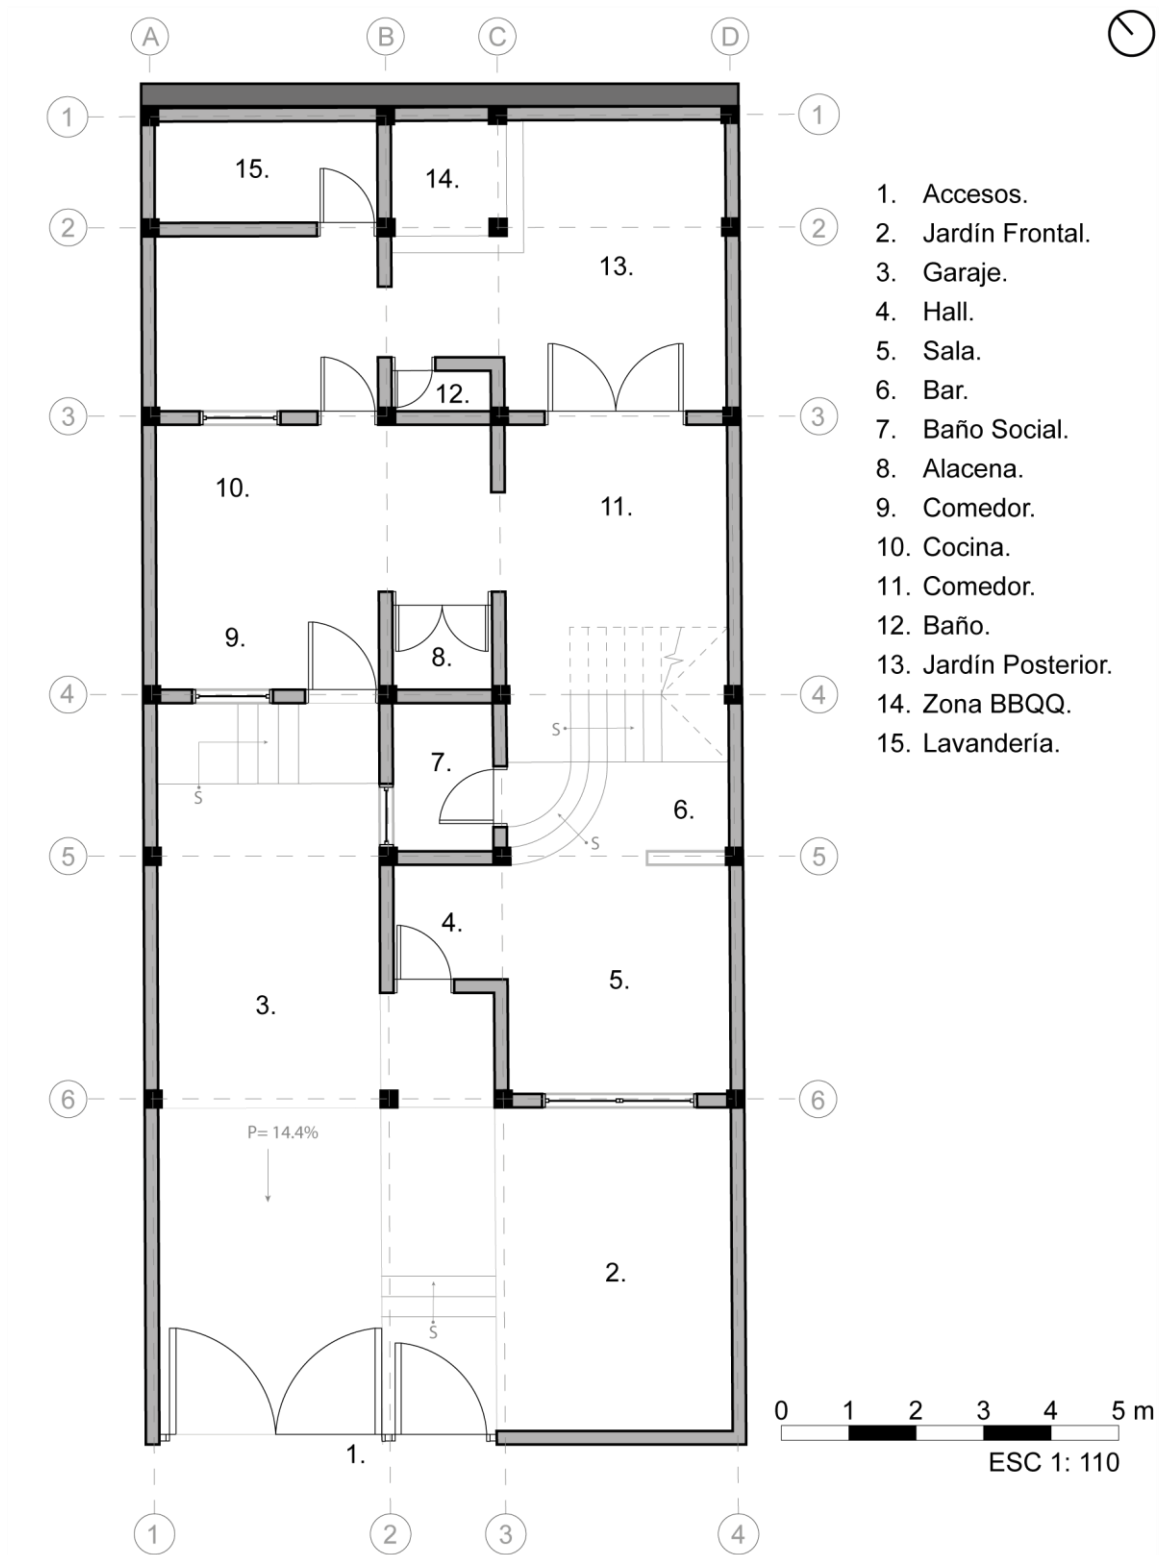 A B C D
1 1
15.
14.
2 2
13.
12.
3 3
10.
11.
9.
8.
4 4
7.
S
S
6.
S
5 5
4.
5.
3.
6 6
P= 14.4%
2.
S
1.
1 2 3 4
1. Accesos.
2. Jardín Frontal.
3. Garaje.
4. Hall.
5. Sala.
6. Bar.
7. Baño Social.
8. Alacena.
9. Comedor.
10. Cocina.
11. Comedor.
12. Baño.
13. Jardín Posterior.
14. Zona BBQQ.
15. Lavandería.
0 1 2 3 4 5 m
ESC 1: 110